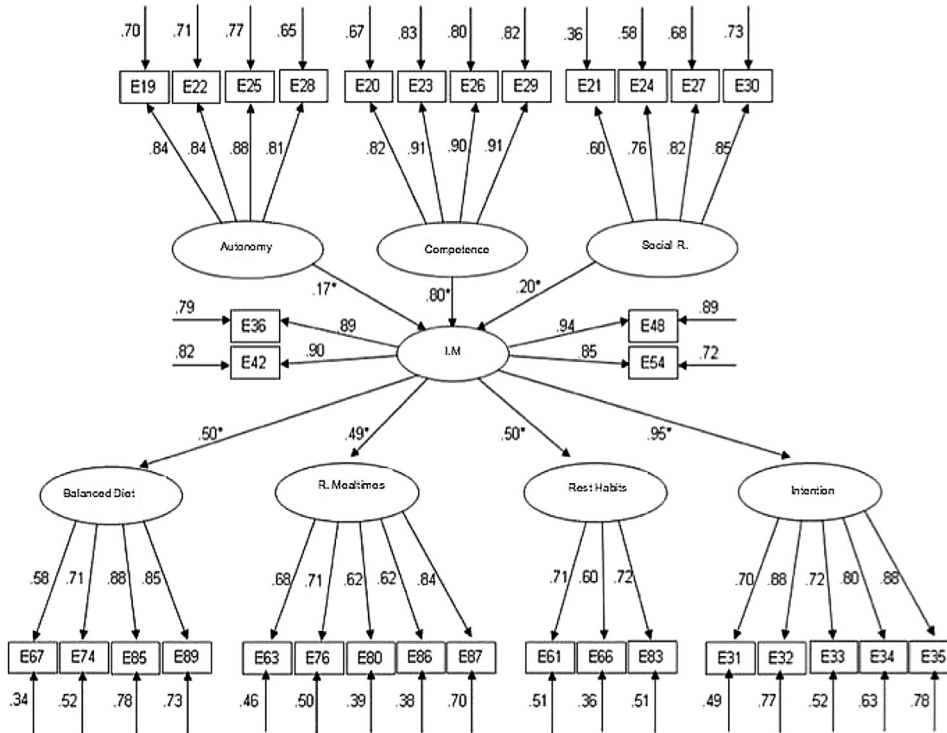 .70 .71 .77 .65 .67 .83 .80 .82 .36 .58 .68 .73
E19 E22 E25 E28 E20 E23 E26 E29 E21 E24 E27 E30
.84 .84 .88 .81 .82 .91 .90 .91 .60 .76 .82 .85
Autonomy Competence Social R.
.17* .80* .20*
.79 E36 .89 .94 E48 .89
I.M.
.82 E42 .90 .85 E54 .72
.50* .49* .50* .95*
Balanced Diet R. Mealtimes Rest Habits Intention
.58 .71 .88 .85 .68 .71 .62 .62 .84 .71 .60 .72 .70 .88 .72 .80 .88
E67 E74 E85 E89 E63 E76 E80 E86 E87 E61 E66 E83 E31 E32 E33 E34 E35
.34 .52 .78 .73 .46 .50 .39 .38 .70 .51 .36 .51 .49 .77 .52 .63 .78